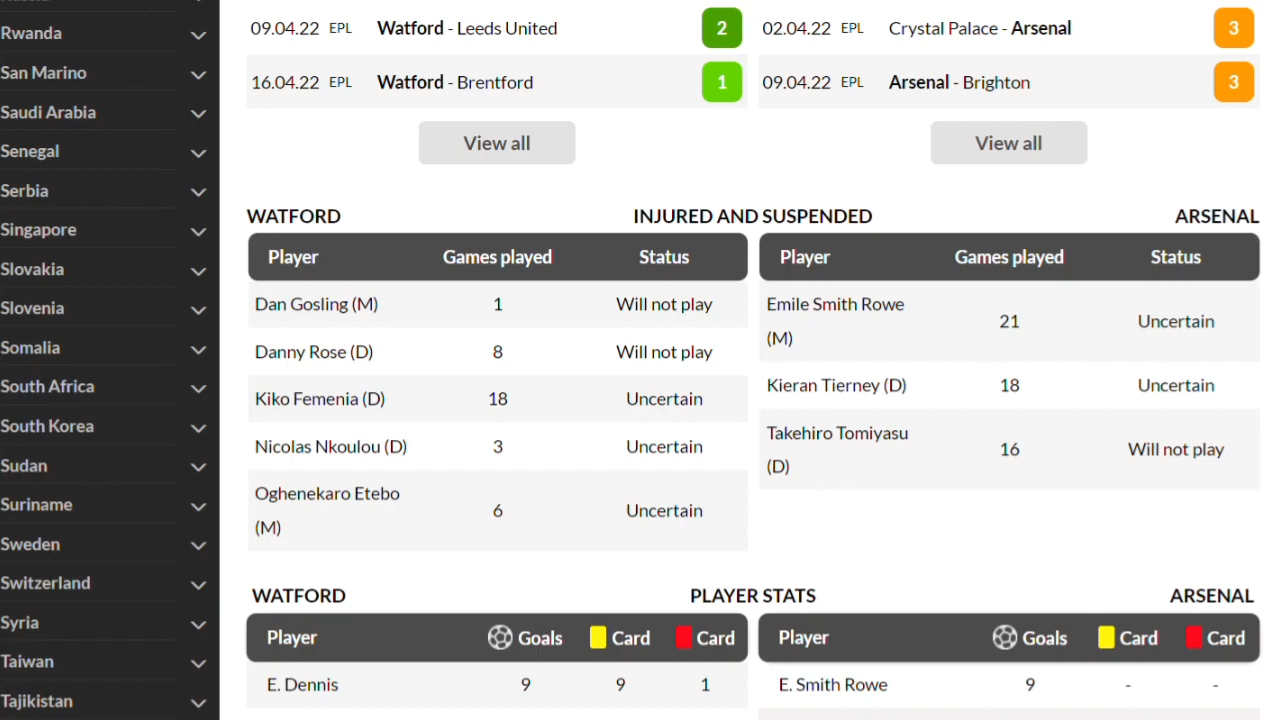 Rwanda
San Marino
Saudi Arabia
Senegal
Serbia
Singapore
Slovakia
Slovenia
Somalia
South Africa
South Korea
Sudan
Suriname
Sweden
Switzerland
Syria
Taiwan
Tajikistan
09.04.22 EPL Watford - Leeds United 2
16.04.22 EPL Watford - Brentford 1
View all
02.04.22 EPL Crystal Palace - Arsenal 3
09.04.22 EPL Arsenal - Brighton 3
View all
WATFORD INJURED AND SUSPENDED ARSENAL
Player Games played Status
Dan Gosling (M) 1 Will not play
Danny Rose (D) 8 Will not play
Kiko Femenia (D) 18 Uncertain
Nicolas Nkoulou (D) 3 Uncertain
Oghenekaro Etebo
(M) 6 Uncertain
Player Games played Status
Emile Smith Rowe
(M) 21 Uncertain
Kieran Tierney (D) 18 Uncertain
Takehiro Tomiyasu
(D) 16 Will not play
WATFORD PLAYER STATS ARSENAL
Player Goals Card Card
E. Dennis 9 9 1
Player Goals Card Card
E. Smith Rowe 9 - -